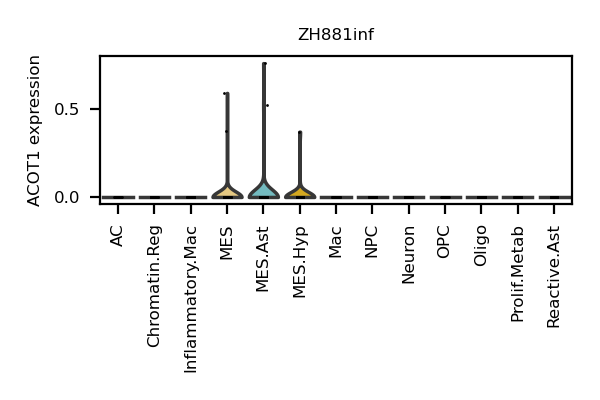 ZH881inf
ACOT1 expression
0.5
0.0
AC
Chromatin.Reg
Inflammatory.Mac
MES
MES.Ast
MES.Hyp
Mac
NPC
Neuron
OPC
Oligo
Prolif.Metab
Reactive.Ast